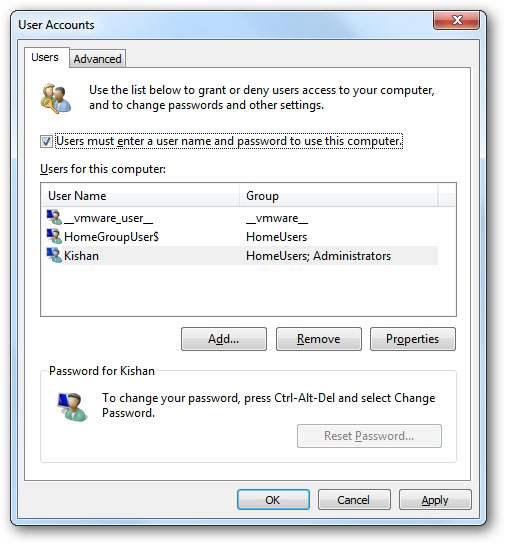 User Accounts
Users Advanced
Use the list below to grant or deny users access to your computer,
and to change passwords and other settings.
Users must enter a user name and password to use this computer.
Users for this computer:
User Name Group
__vmware_user__ __vmware__
HomeGroupUser$ HomeUsers
Kishan HomeUsers; Administrators
Add... Remove Properties
Password for Kishan
To change your password, press Ctrl-Alt-Del and select Change
Password.
Reset Password...
OK Cancel Apply